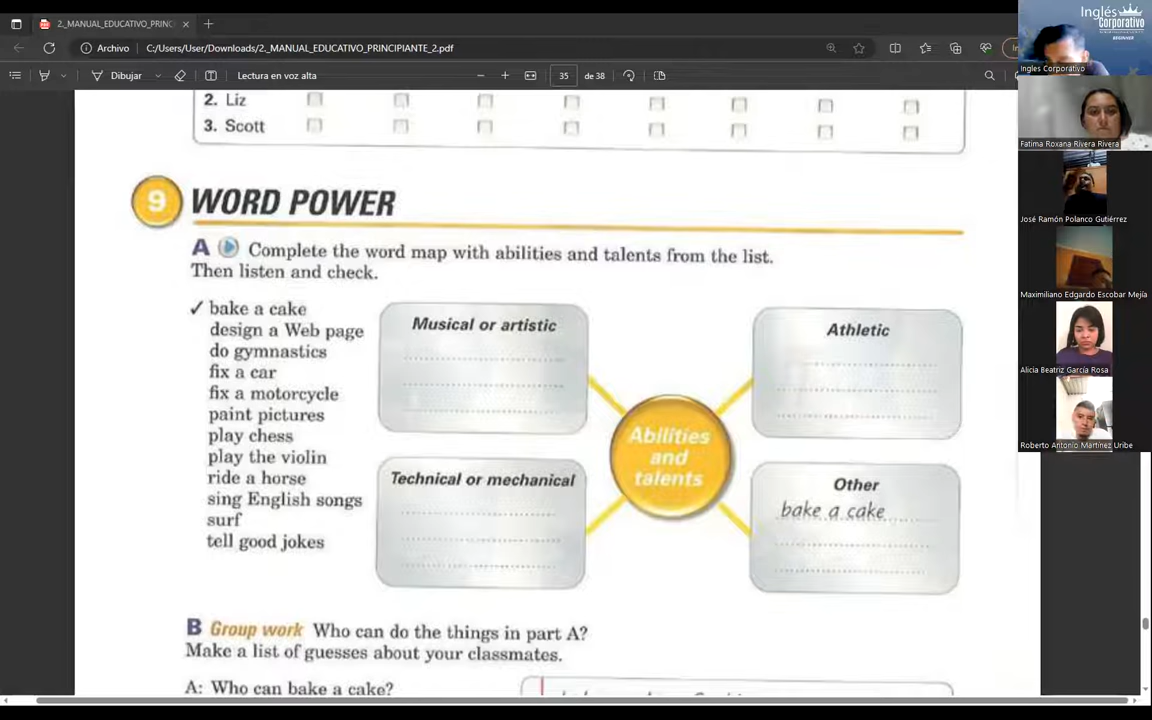 2._MANUAL_EDUCATIVO_PRINC
Archivo
C:/Users/User/Downloads/2._MANUAL_EDUCATIVO_PRINCIPIANTE_2.pdf
Dibujar
Lectura en voz alta
35
de 38
2. Liz
3. Scott
9 WORD POWER
A Complete the word map with abilities and talents from the list.
Then listen and check.
✓ bake a cake
design a Web page
do gymnastics
fix a car
fix a motorcycle
paint pictures
play chess
play the violin
ride a horse
sing English songs
surf
tell good jokes
Musical or artistic
Athletic
Abilities
and
talents
Technical or mechanical
Other
bake a cake
B Group work Who can do the things in part A?
Make a list of guesses about your classmates.
A: Who can bake a cake?
Inglés
Corporativo
BEGINNER
Ingles Corporativo
Fatima Roxana Rivera Rivera
José Ramón Polanco Gutiérrez
Maximiliano Edgardo Escobar Mejía
Alicia Beatriz García Rosa
Roberto Antonio Martínez Uribe